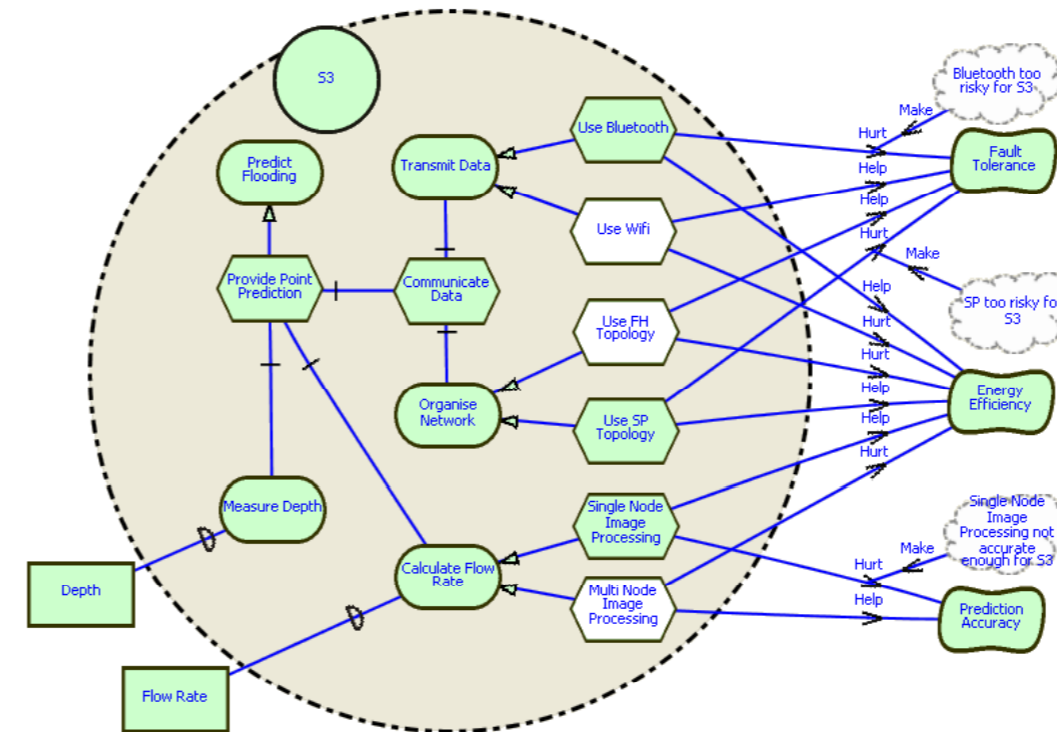 S3
Bluetooth too
risky for S3
Make
Use Bluetooth
Hurt
Predict
Flooding
Transmit Data
Fault
Tolerance
Help
Help
Use Wifi
Hurt
Make
Provide Point
Prediction
Communicate
Data
Help
SP too risky fo
S3
Use FH
Topology
Hurt
Hurt
Organise
Network
Use SP
Topology
Help
Energy
Efficiency
Help
Hurt
Measure Depth
Single Node
Image
Processing
Single Node
Image
Processing not
accurate
enough for S3
Make
Hurt
Calculate Flow
Rate
Depth
Multi Node
Image
Processing
Help
Prediction
Accuracy
Flow Rate